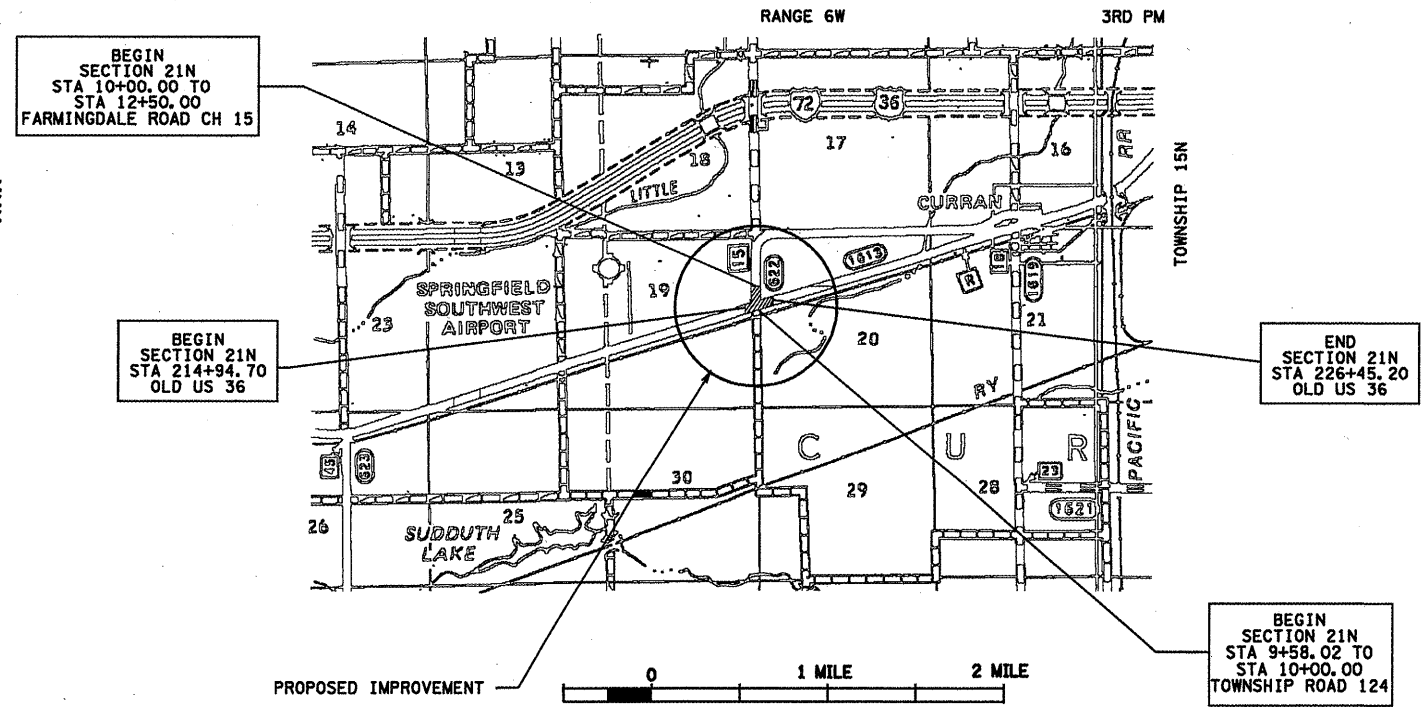 RANGE 6W
3RD PM
BEGIN
SECTION 21N
STA 10+00.00 TO
STA 12+50.00
FARMINGDALE ROAD CH 15
14
13
18
LITTLE
72
36
17
16
RR
CURRAN
TOWNSHIP 15N
15
622
1613
R
18
1619
SPRINGFIELD
SOUTHWEST
AIRPORT
23
19
20
21
BEGIN
SECTION 21N
STA 214+94.70
OLD US 36
END
SECTION 21N
STA 226+45.20
OLD US 36
RY
PACIFIC
C U R
45
623
30
29
28
23
1621
26
25
SUDDUTH
LAKE
BEGIN
SECTION 21N
STA 9+58.02 TO
STA 10+00.00
TOWNSHIP ROAD 124
PROPOSED IMPROVEMENT
0 1 MILE 2 MILE